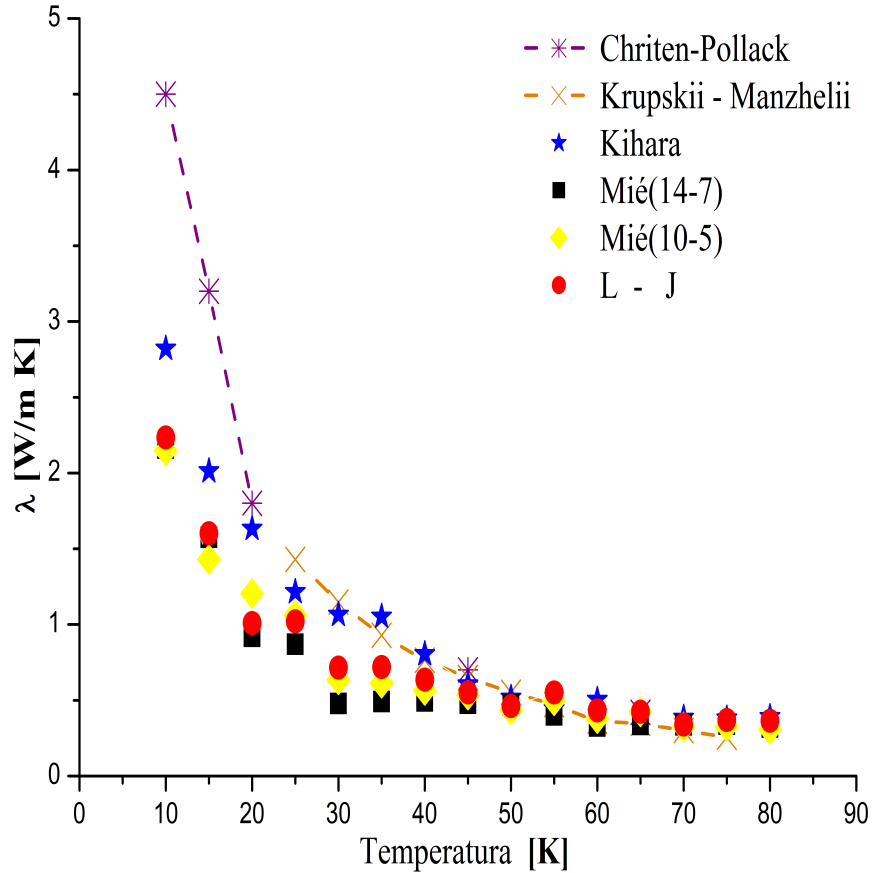 5
4
3
2
1
0
λ [W/m K]
Chriten-Pollack
Krupskii - Manzhelii
Kihara
Mié(14-7)
Mié(10-5)
L - J
0 10 20 30 40 50 60 70 80 90
Temperatura [K]